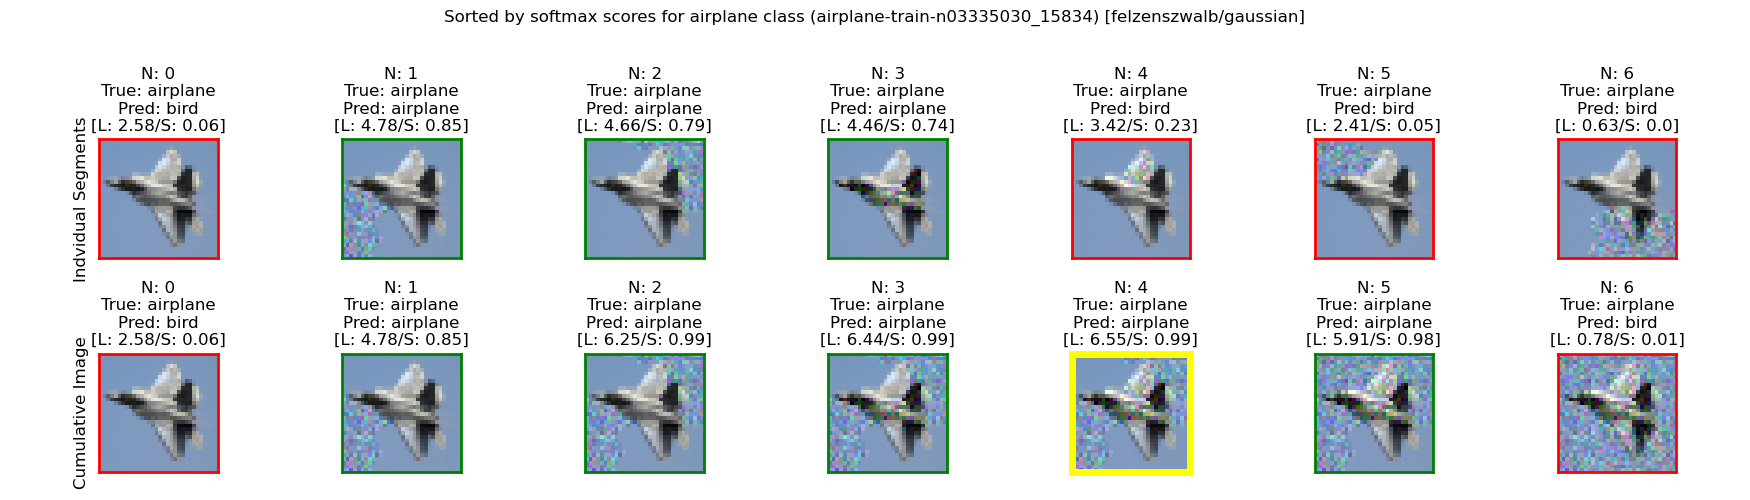 Sorted by softmax scores for airplane class (airplane-train-n03335030_15834) [felzenszwalb/gaussian]
Indvidual Segments
N: 0
True: airplane
Pred: bird
[L: 2.58/S: 0.06]
N: 1
True: airplane
Pred: airplane
[L: 4.78/S: 0.85]
N: 2
True: airplane
Pred: airplane
[L: 4.66/S: 0.79]
N: 3
True: airplane
Pred: airplane
[L: 4.46/S: 0.74]
N: 4
True: airplane
Pred: bird
[L: 3.42/S: 0.23]
N: 5
True: airplane
Pred: bird
[L: 2.41/S: 0.05]
N: 6
True: airplane
Pred: bird
[L: 0.63/S: 0.0]
Cumulative Image
N: 0
True: airplane
Pred: bird
[L: 2.58/S: 0.06]
N: 1
True: airplane
Pred: airplane
[L: 4.78/S: 0.85]
N: 2
True: airplane
Pred: airplane
[L: 6.25/S: 0.99]
N: 3
True: airplane
Pred: airplane
[L: 6.44/S: 0.99]
N: 4
True: airplane
Pred: airplane
[L: 6.55/S: 0.99]
N: 5
True: airplane
Pred: airplane
[L: 5.91/S: 0.98]
N: 6
True: airplane
Pred: bird
[L: 0.78/S: 0.01]